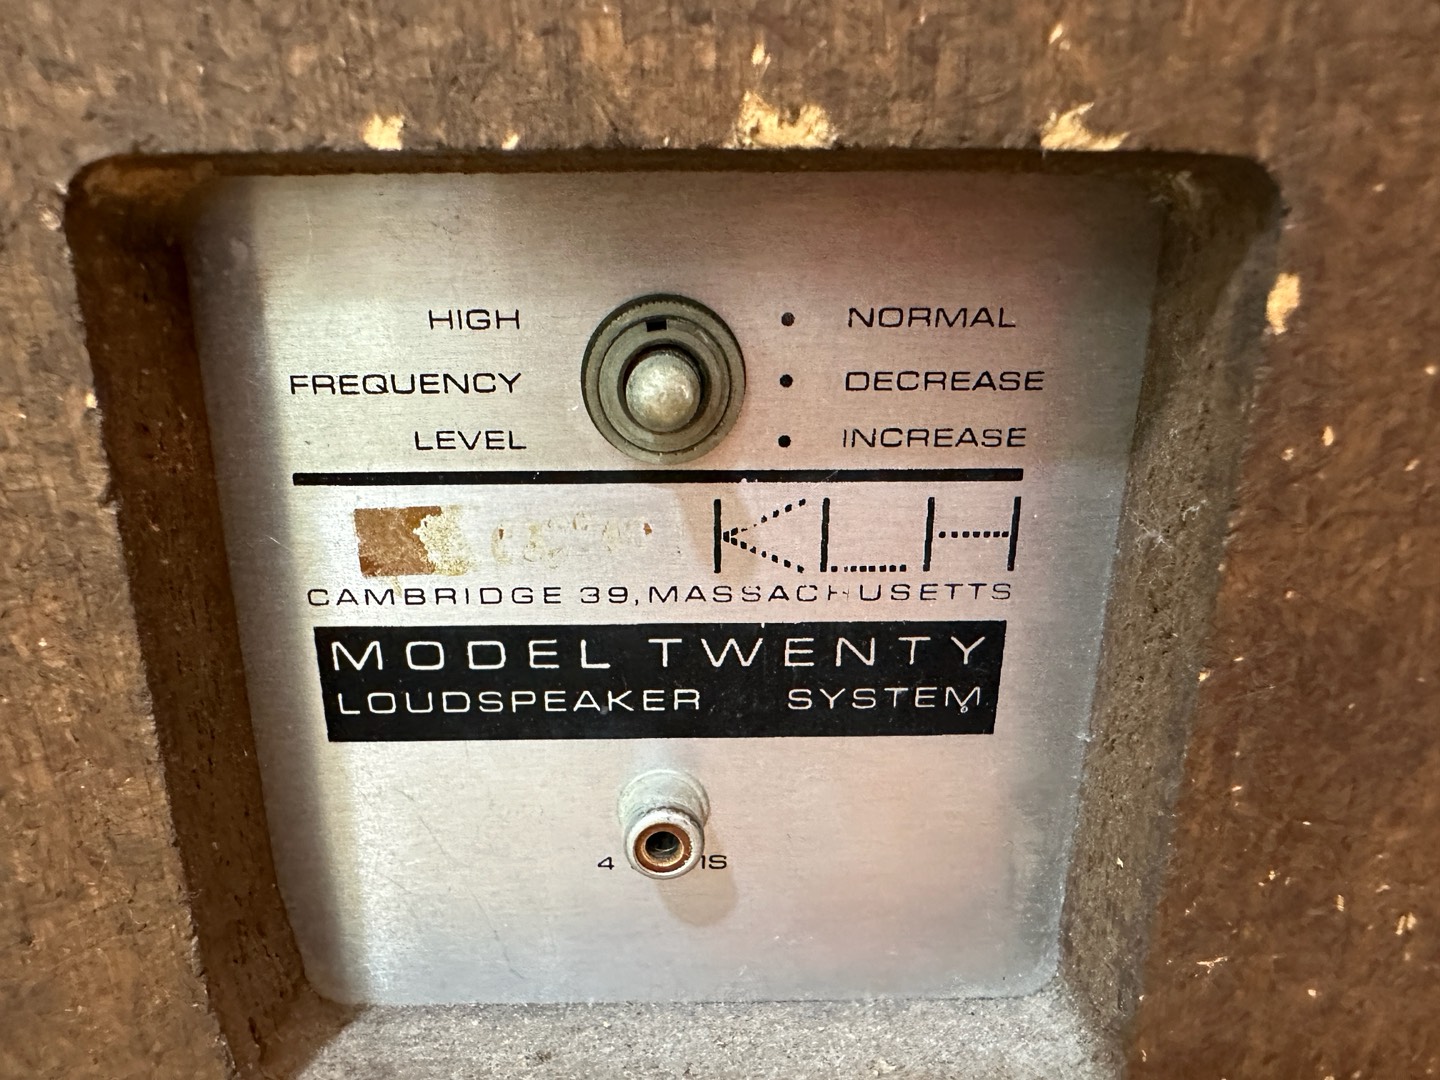 HIGH
FREQUENCY
LEVEL
• NORMAL
• DECREASE
• INCREASE
KLH
CAMBRIDGE 39, MASSACHUSETTS
MODEL TWENTY
LOUDSPEAKER SYSTEM
4